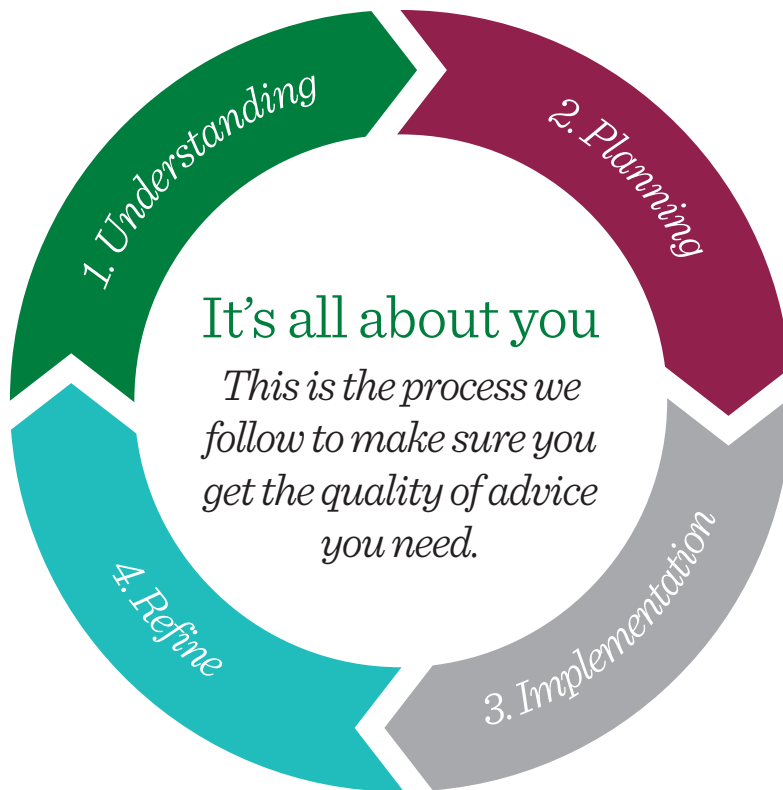 1. Understanding
2. Planning
It’s all about you
This is the process we
follow to make sure you
get the quality of advice
you need.
3. Implementation
4. Refine